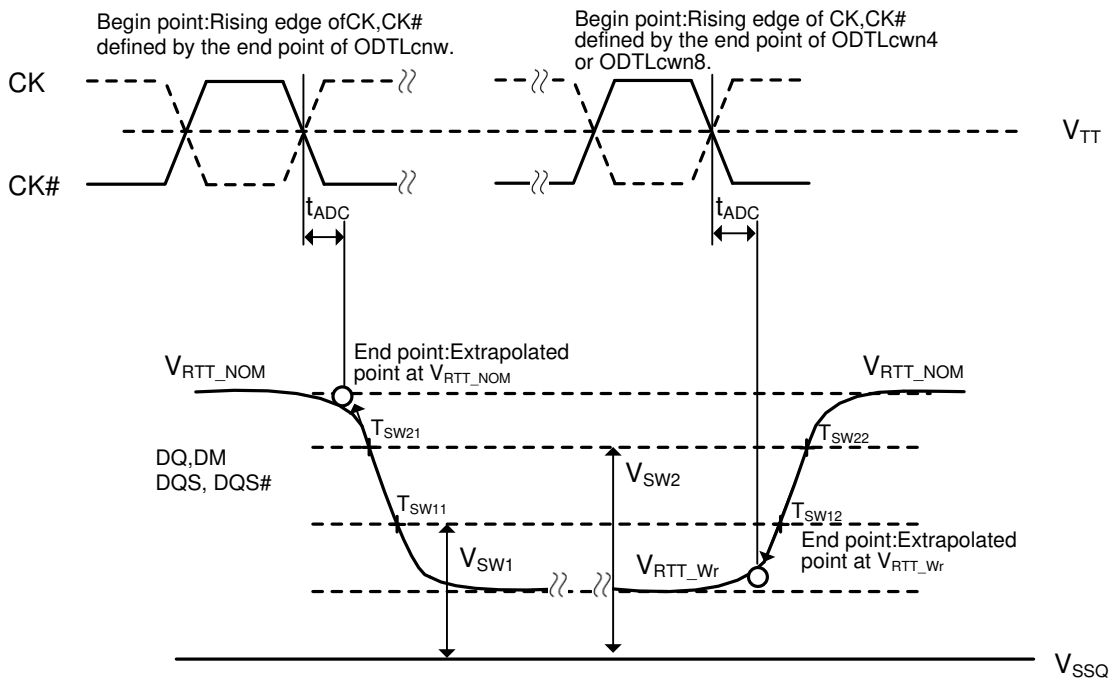 Begin point:Rising edge ofCK,CK#
defined by the end point of ODTLcnw.
Begin point:Rising edge of CK,CK#
defined by the end point of ODTLcwn4
or ODTLcwn8.
CK
VTT
CK#
tADC
tADC
End point:Extrapolated
point at VRTT_NOM
VRTT_NOM
VRTT_NOM
TSW21
TSW22
DQ,DM
DQS, DQS#
VSW2
TSW11
TSW12
End point:Extrapolated
point at VRTT_Wr
VSW1
VRTT_Wr
VSSQ